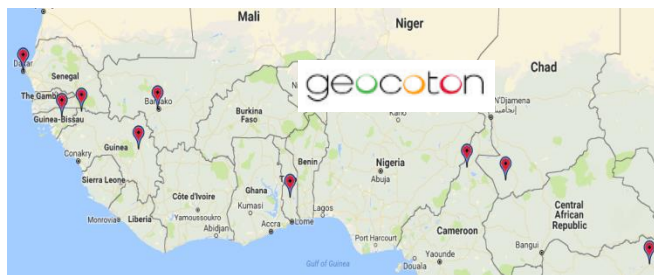 Mali
Niger
Chad
geocoton
Dakar
Senegal
The Gambia
Bamako
N'Djamena
انجامينا
Kano
Guinea-Bissau
Burkina
Faso
Guinea
Benin
Nigeria
Conakry
Abuja
Sierra Leone
Ghana
Côte d'Ivoire
Central
African
Republic
Kumasi
Lagos
Monrovia
Liberia
Yamoussoukro
Lome
Accra
Abidjan
Cameroon
Port Harcourt
Bangui
Gulf of Guinea
Yaounde
Douala